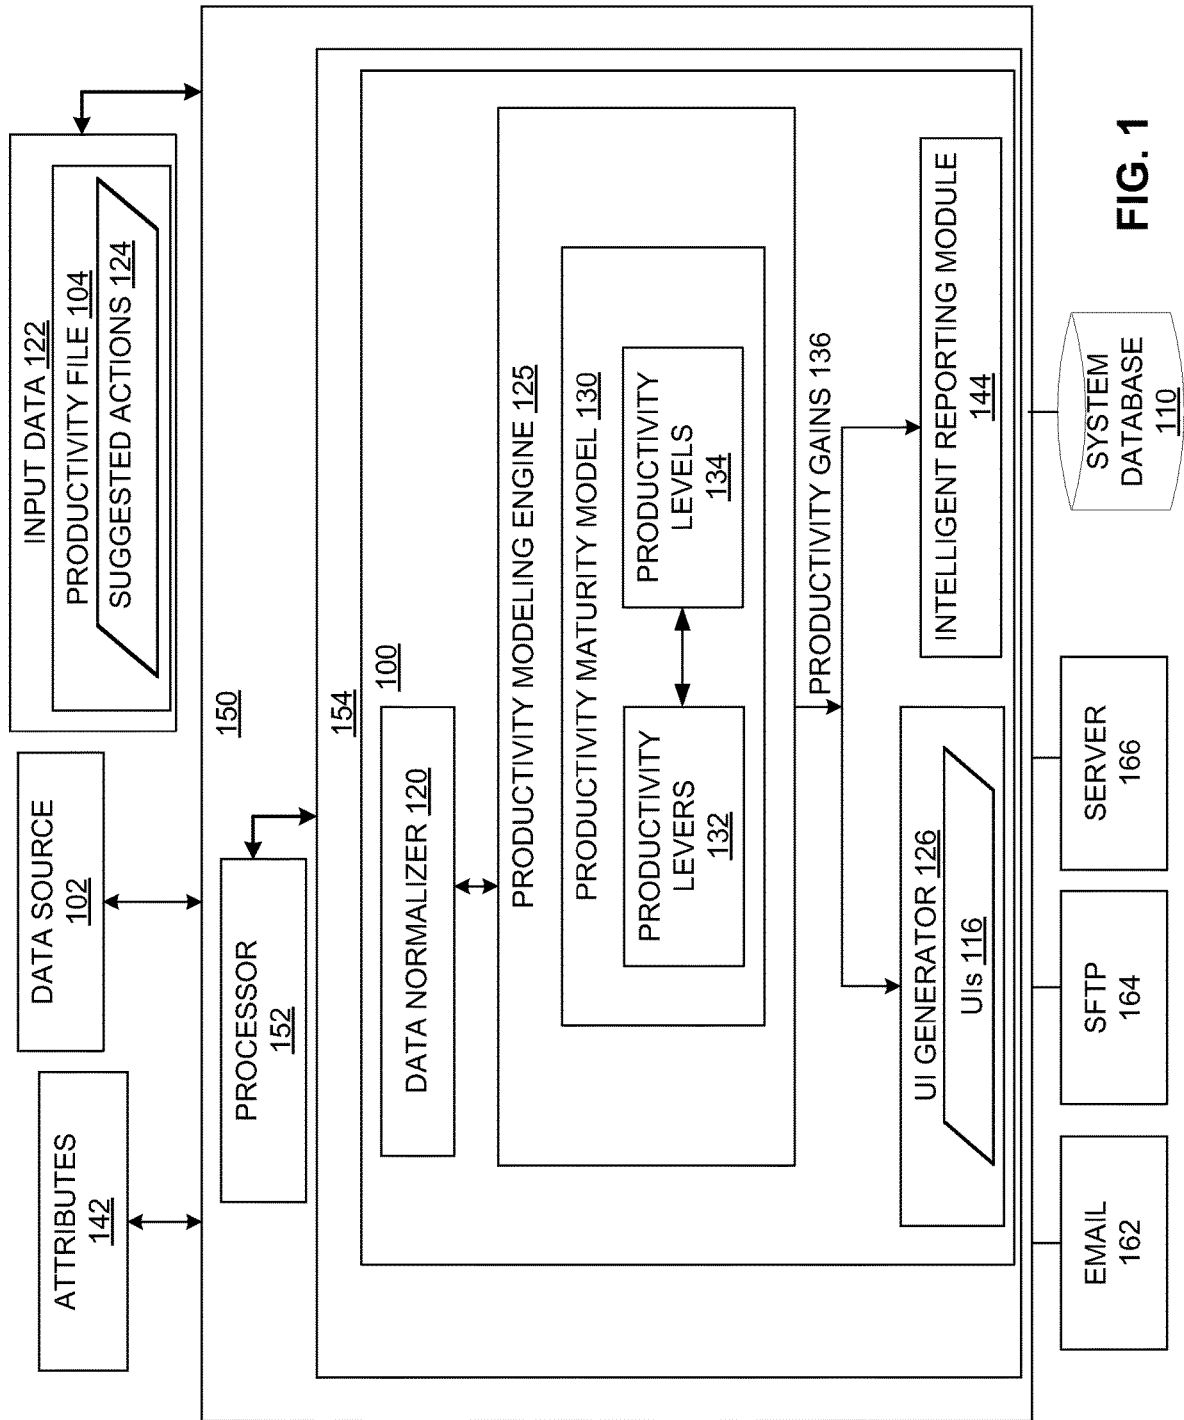 ATTRIBUTES
142
DATA SOURCE
102
INPUT DATA 122
PRODUCTIVITY FILE 104
SUGGESTED ACTIONS 124
150
PROCESSOR
152
154
100
DATA NORMALIZER 120
PRODUCTIVITY MODELING ENGINE 125
PRODUCTIVITY MATURITY MODEL 130
PRODUCTIVITY
LEVERS
132
PRODUCTIVITY
LEVELS
134
PRODUCTIVITY GAINS 136
UI GENERATOR 126
UIs 116
INTELLIGENT REPORTING MODULE
144
EMAIL
162
SFTP
164
SERVER
166
SYSTEM
DATABASE
110
FIG. 1